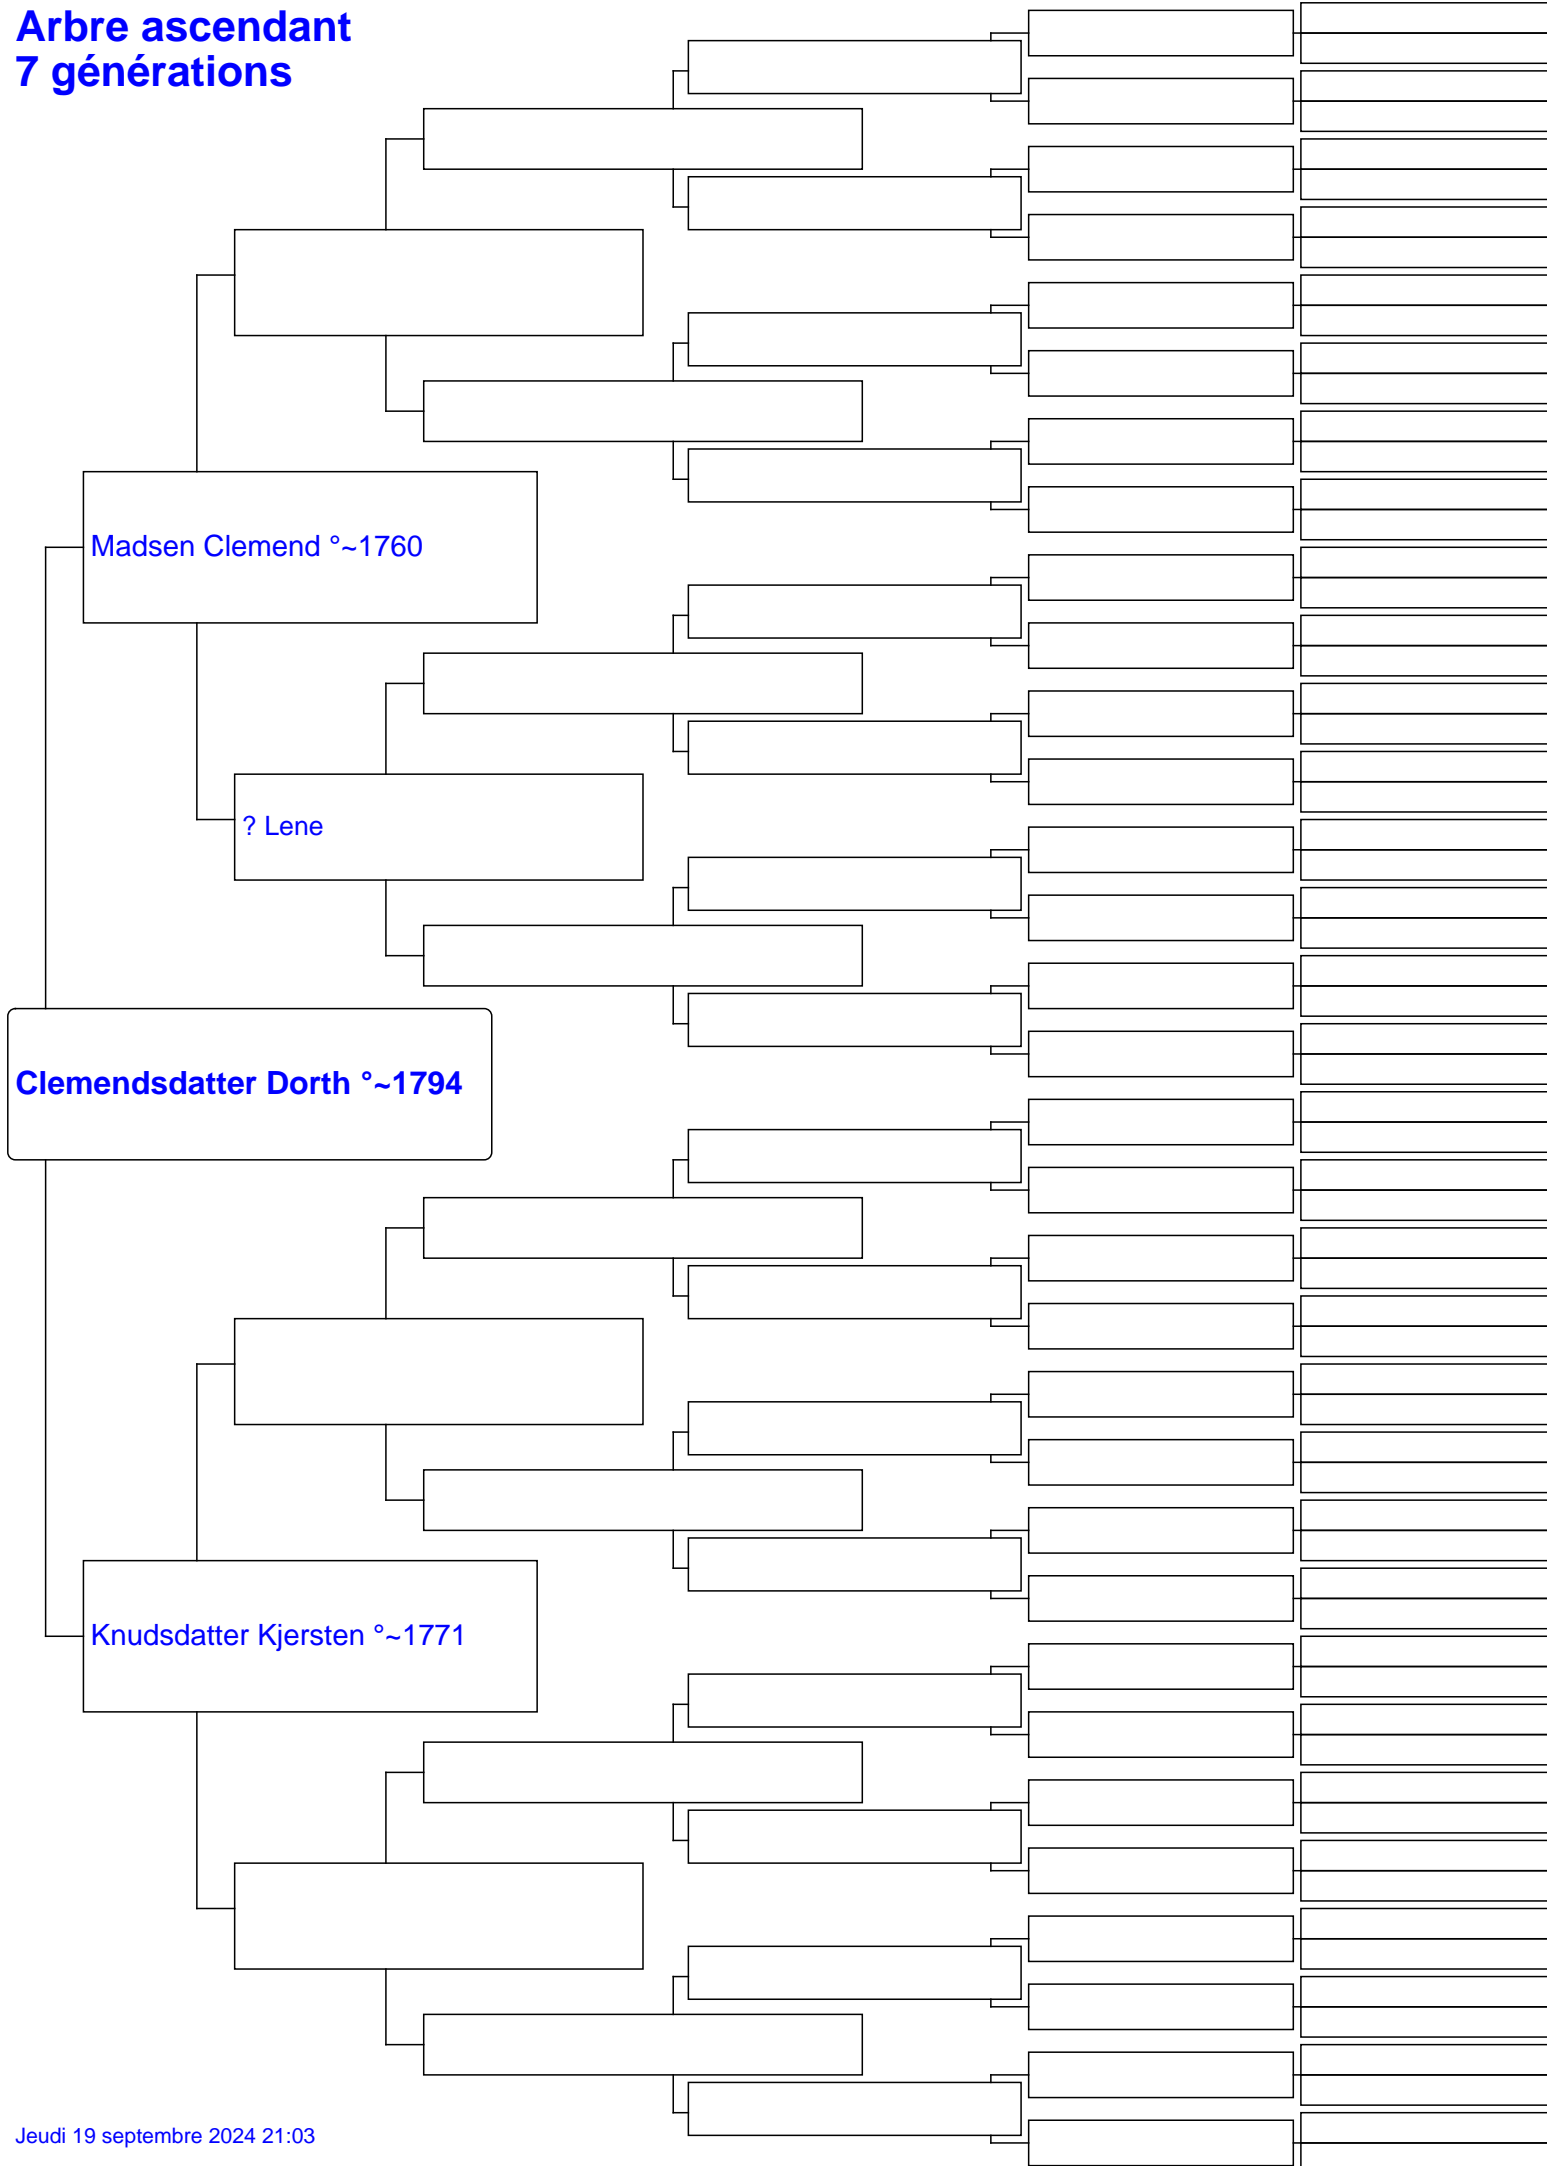 Arbre ascendant
7 générations
Madsen Clemend °~1760
? Lene
Clemendsdatter Dorth °~1794
Knudsdatter Kjersten °~1771
Jeudi 19 septembre 2024 21:03